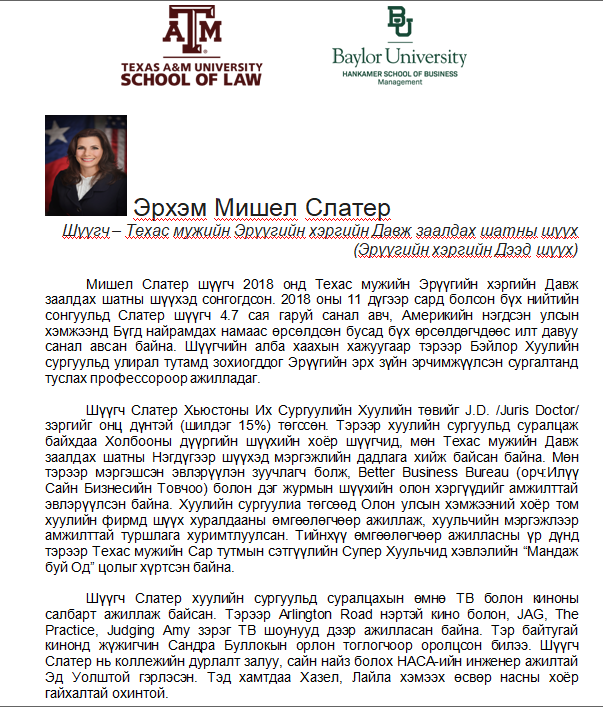 TEXAS A&M UNIVERSITY
SCHOOL OF LAW
Baylor University
HANKAMER SCHOOL OF BUSINESS
Management
Эрхэм Мишел Слатер
Шүүгч – Техас мужийн Эрүүгийн хэргийн Давж заалдах шатны шүүх
(Эрүүгийн хэргийн Дээд шүүх)
Мишел Слатер шүүгч 2018 онд Техас мужийн Эрүүгийн хэргийн Давж
заалдах шатны шүүхэд сонгогдсон. 2018 оны 11 дүгээр сард болсон бүх нийтийн
сонгуульд Слатер шүүгч 4.7 сая гаруй санал авч, Америкийн нэгдсэн улсын
хэмжээнд Бүгд найрамдах намаас өрсөлдсөн бусад бүх өрсөлдөгчдөөс илт давуу
санал авсан байна. Шүүгчийн алба хаахын хажуугаар тэрээр Бэйлор Хуулийн
сургуульд улирал тутамд зохиогддог Эрүүгийн эрх зүйн эрчимжүүлсэн сургалтанд
туслах профессороор ажилладаг.
Шүүгч Слатер Хьюстоны Их Сургуулийн Хуулийн төвийг J.D. /Juris Doctor/
зэргийг онц дүнтэй (шилдэг 15%) төгссөн. Тэрээр хуулийн сургуульд суралцаж
байхдаа Холбооны дүүргийн шүүхийн хоёр шүүгчид, мөн Техас мужийн Давж
заалдах шатны Нэгдүгээр шүүхэд мэргэжлийн дадлага хийж байсан байна. Мөн
тэрээр мэргэшсэн эвлэрүүлэн зуучлагч болж, Better Business Bureau (орч:Илүү
Сайн Бизнесийн Товчоо) болон дэг журмын шүүхийн олон хэргүүдийг амжилттай
эвлэрүүлсэн байна. Хуулийн сургуулиа төгсөөд Олон улсын хэмжээний хоёр том
хуулийн фирмд шүүх хуралдааны өмгөөлөгчөөр ажиллаж, хуульчийн мэргэжлээр
амжилттай туршлага хуримтлуулсан. Тийнхүү өмгөөлөгчөөр ажилласны үр дүнд
тэрээр Техас мужийн Сар тутмын сэтгүүлийн Супер Хуульчид хэвлэлийн “Мандаж
буй Од” цолыг хүртсэн байна.
Шүүгч Слатер хуулийн сургуульд суралцахын өмнө ТВ болон киноны
салбарт ажиллаж байсан. Тэрээр Arlington Road нэртэй кино болон, JAG, The
Practice, Judging Amy зэрэг ТВ шоунууд дээр ажилласан байна. Тэр байтугай
кинонд жүжигчин Сандра Буллокын орлон тоглогчоор оролцсон билээ. Шүүгч
Слатер нь коллежийн дурлалт залуу, сайн найз болох НАСА-ийн инженер ажилтай
Эд Уолштой гэрлэсэн. Тэд хамтдаа Хазел, Лайла хэмээх өсвөр насны хоёр
гайхалтай охинтой.